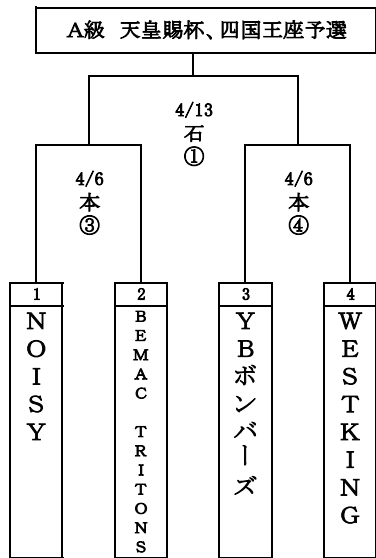 A級 天皇賜杯、四国王座予選
4/13
石
①
4/6
本
③
4/6
本
④
1
2
3
4
NOISY
BEMAC TRITONS
YBボンバーズ
WESTKING